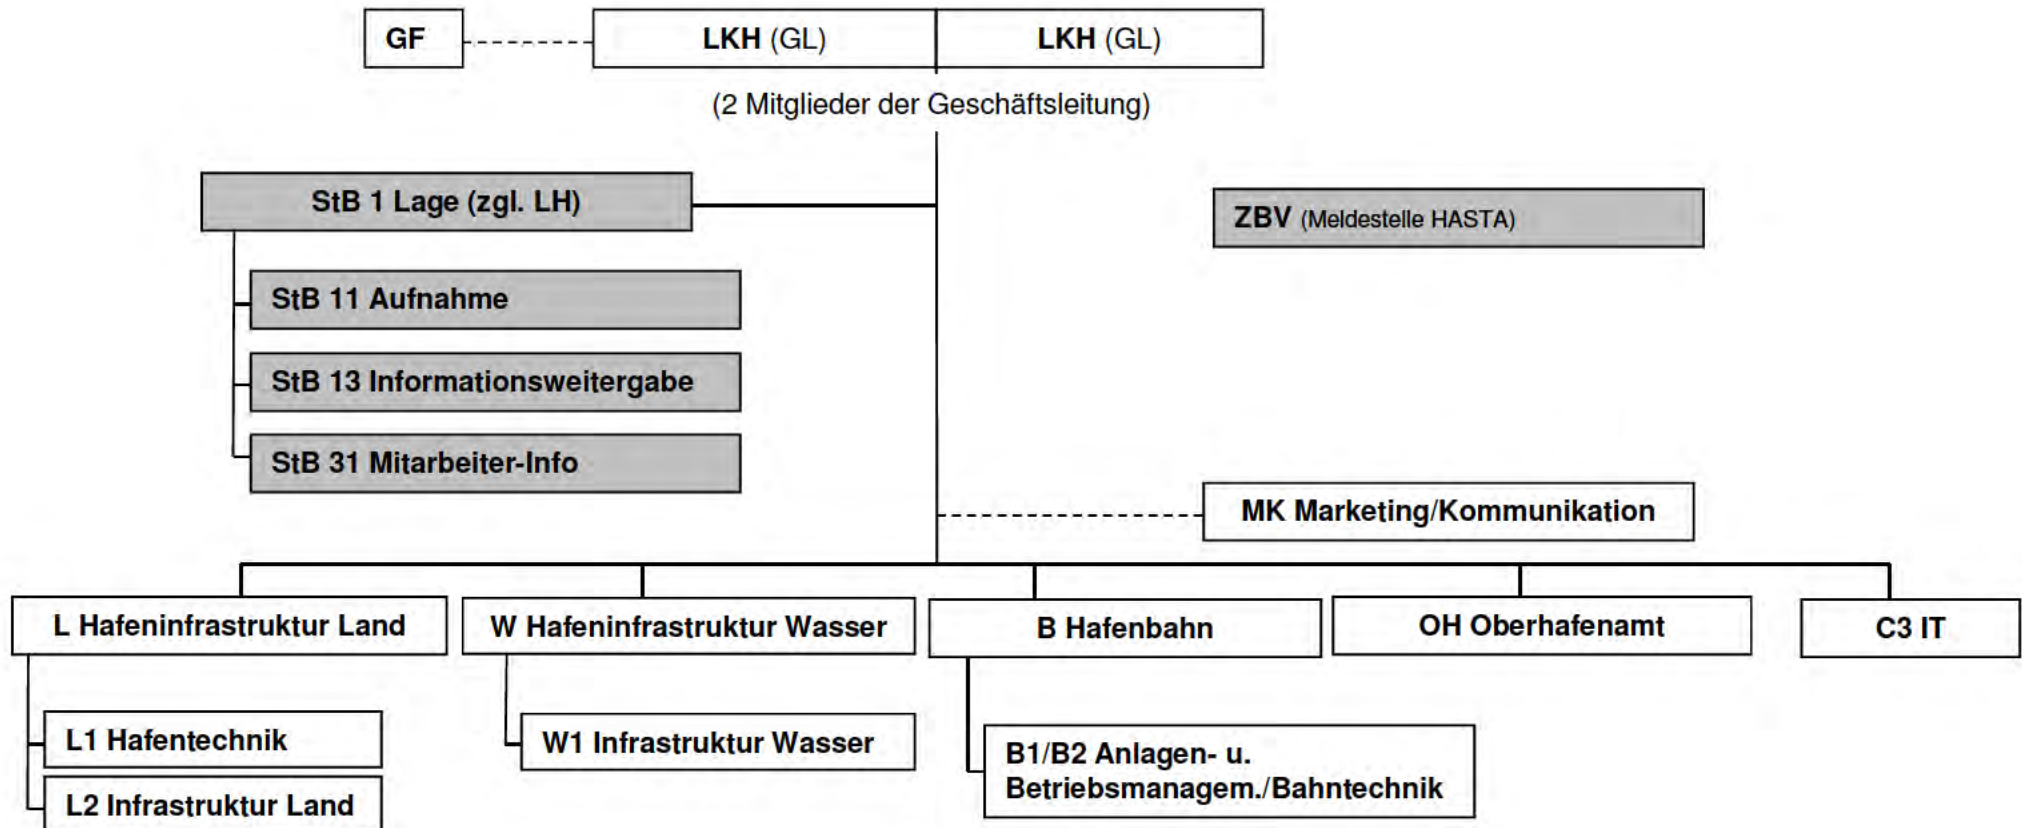 GF
LKH (GL)
LKH (GL)
(2 Mitglieder der Geschäftsleitung)
StB 1 Lage (zgl. LH)
ZBV (Meldestelle HASTA)
StB 11 Aufnahme
StB 13 Informationsweitergabe
StB 31 Mitarbeiter-Info
MK Marketing/Kommunikation
L Hafeninfrastruktur Land
W Hafeninfrastruktur Wasser
B Hafenbahn
OH Oberhafenamt
C3 IT
L1 Hafentechnik
W1 Infrastruktur Wasser
B1/B2 Anlagen- u.
Betriebsmanagem./Bahntechnik
L2 Infrastruktur Land